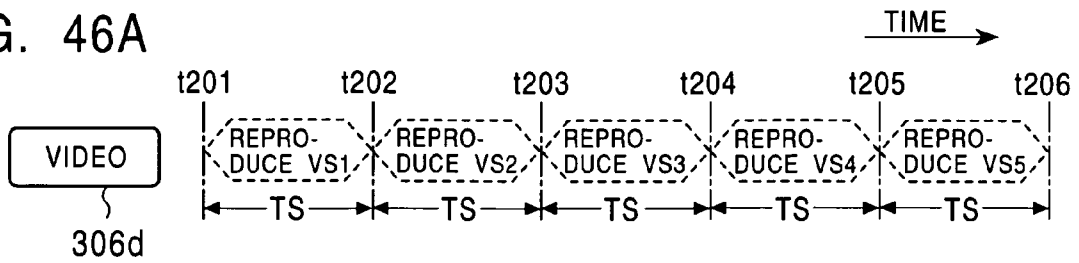 G. 46A
TIME
t201 t202 t203 t204 t205 t206
VIDEO
REPRO-
DUCE VS1
REPRO-
DUCE VS2
REPRO-
DUCE VS3
REPRO-
DUCE VS4
REPRO-
DUCE VS5
TS TS TS TS TS
306d